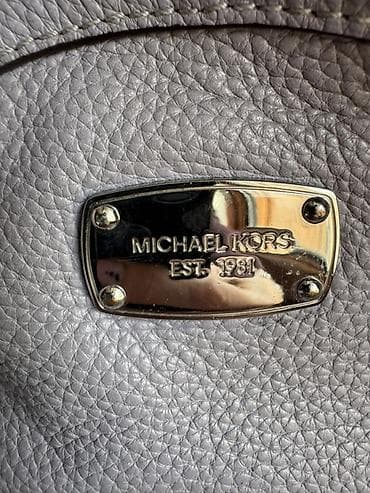 MICHAEL KORS
EST. 1981